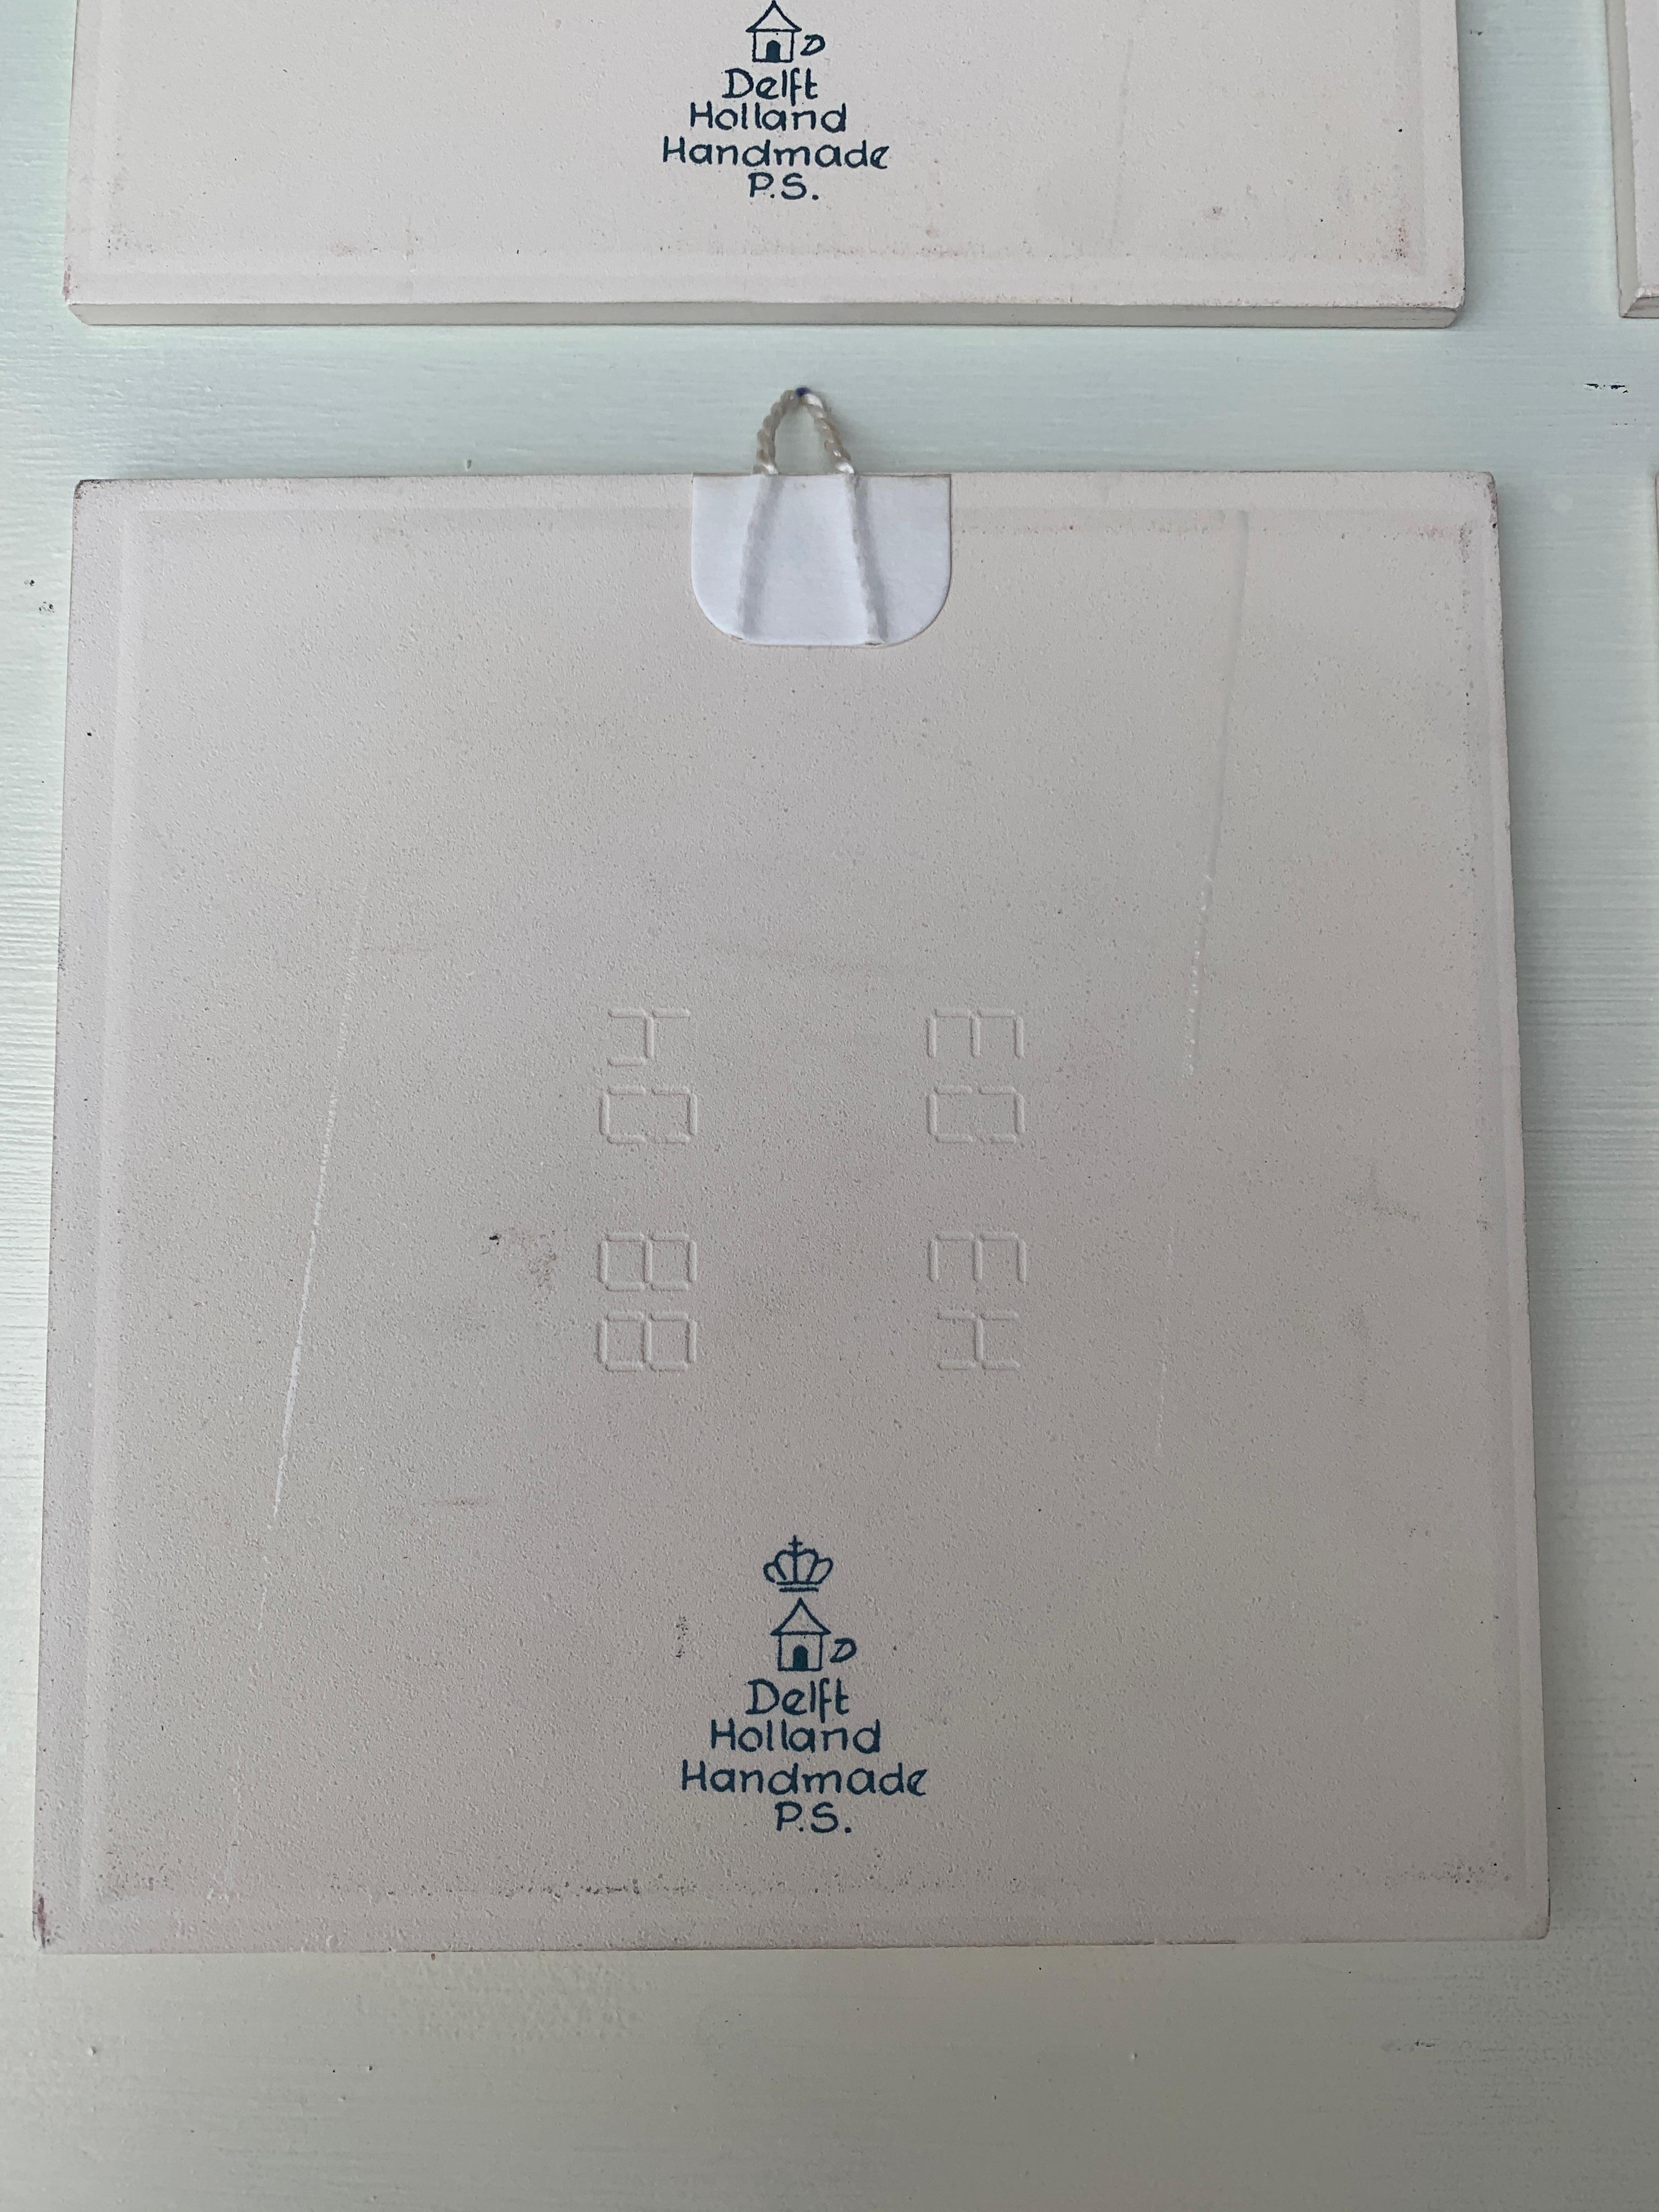 D
Delft
Holland
Handmade
P.S.
D
Delft
Holland
Handmade
P.S.